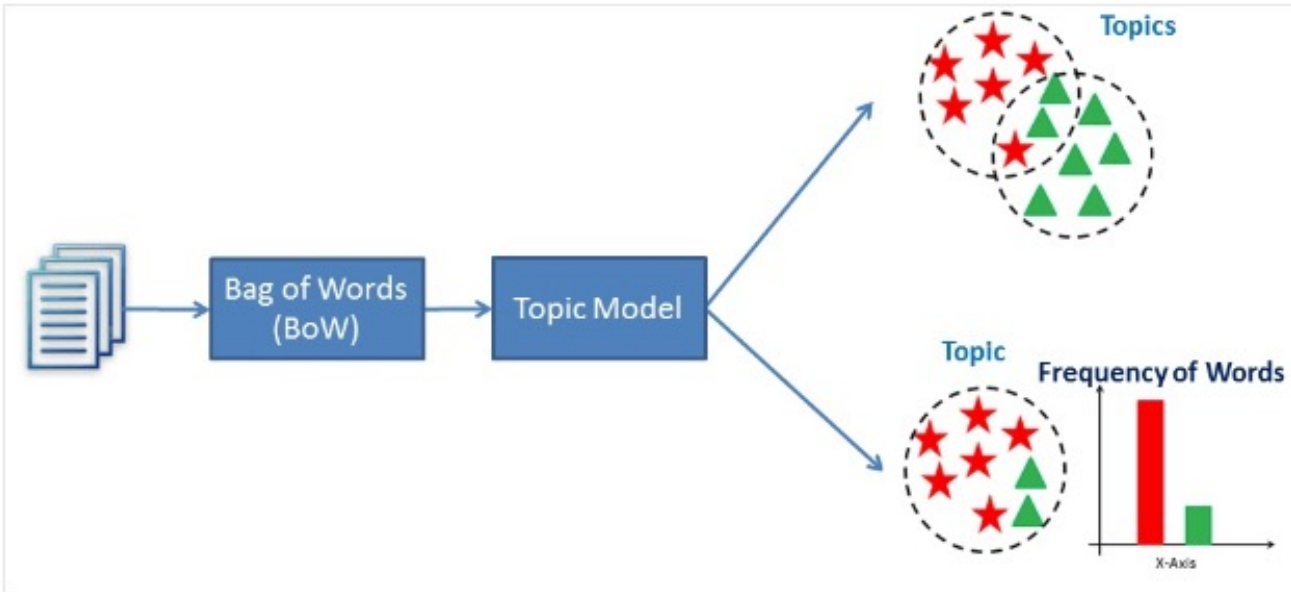 Topics
Bag of Words
(BoW)
Topic Model
Topic
Frequency of Words
X-Axis